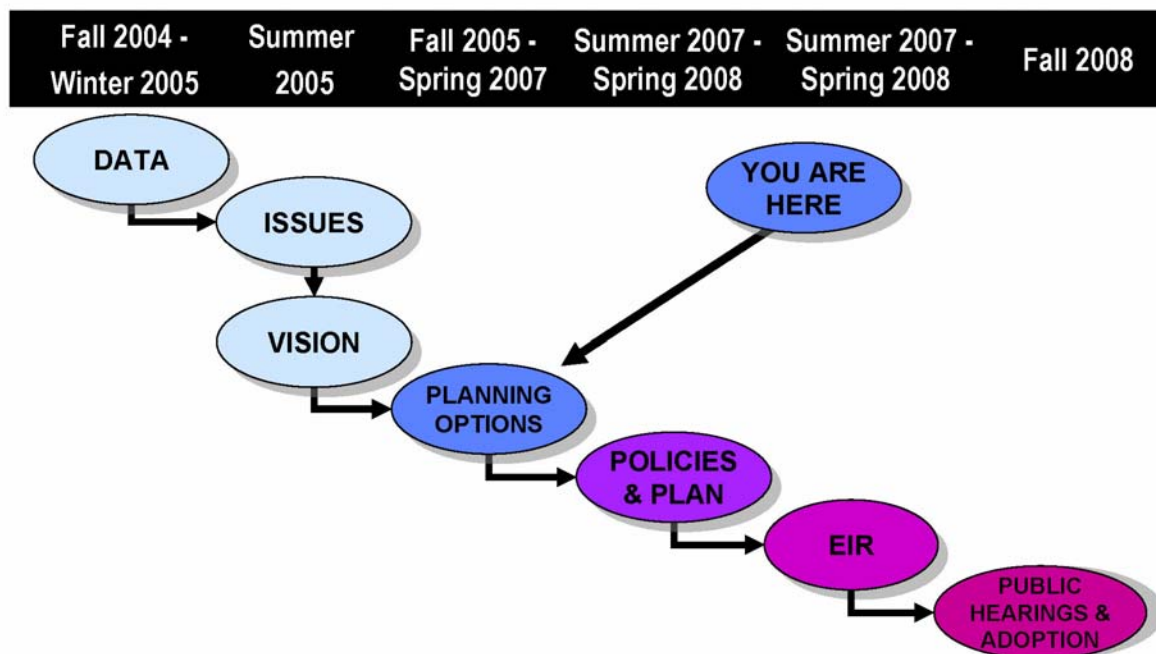 Fall 2004 -
Winter 2005
Summer
2005
Fall 2005 -
Spring 2007
Summer 2007 -
Spring 2008
Summer 2007 -
Spring 2008
Fall 2008
DATA
ISSUES
YOU ARE
HERE
VISION
PLANNING
OPTIONS
POLICIES
& PLAN
EIR
PUBLIC
HEARINGS &
ADOPTION